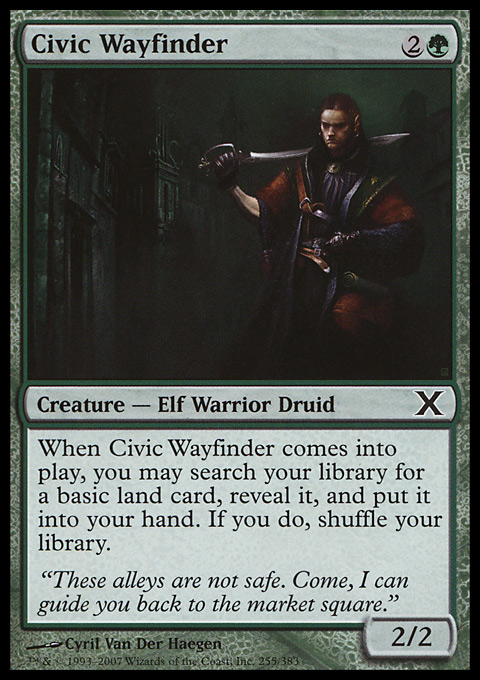 Civic Wayfinder 2
Creature — Elf Warrior Druid X
When Civic Wayfinder comes into
play, you may search your library for
a basic land card, reveal it, and put it
into your hand. If you do, shuffle your
library.
“These alleys are not safe. Come, I can
guide you back to the market square.”
Cyril Van Der Haegen
2/2
™ & © 1993–2007 Wizards of the Coast, Inc. 255/383